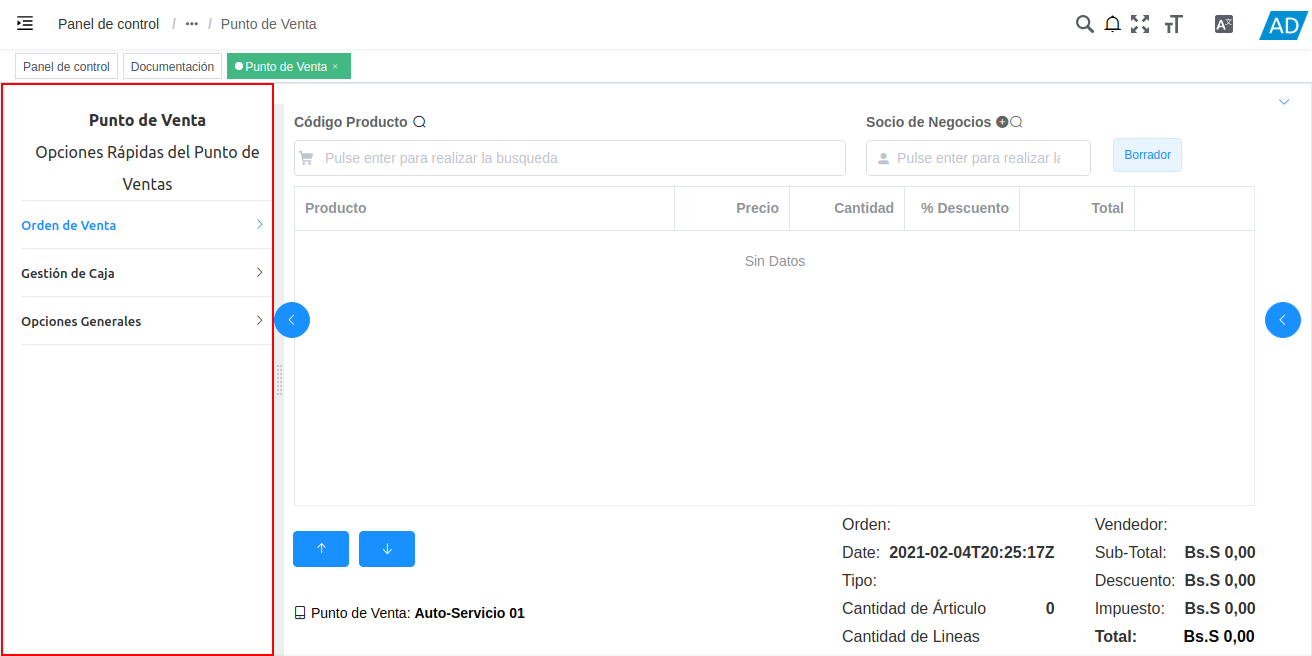 Panel de control / ••• / Punto de Venta
AD
Panel de control
Documentación
Punto de Venta ×
Punto de Venta
Opciones Rápidas del Punto de
Ventas
Orden de Venta
Gestión de Caja
Opciones Generales
Código Producto
Pulse enter para realizar la busqueda
Socio de Negocios
Pulse enter para realizar la
Borrador
Producto Precio Cantidad % Descuento Total
Sin Datos
Punto de Venta: Auto-Servicio 01
Orden:
Date: 2021-02-04T20:25:17Z
Tipo:
Cantidad de Árticulo 0
Cantidad de Lineas
Vendedor:
Sub-Total: Bs.S 0,00
Descuento: Bs.S 0,00
Impuesto: Bs.S 0,00
Total: Bs.S 0,00